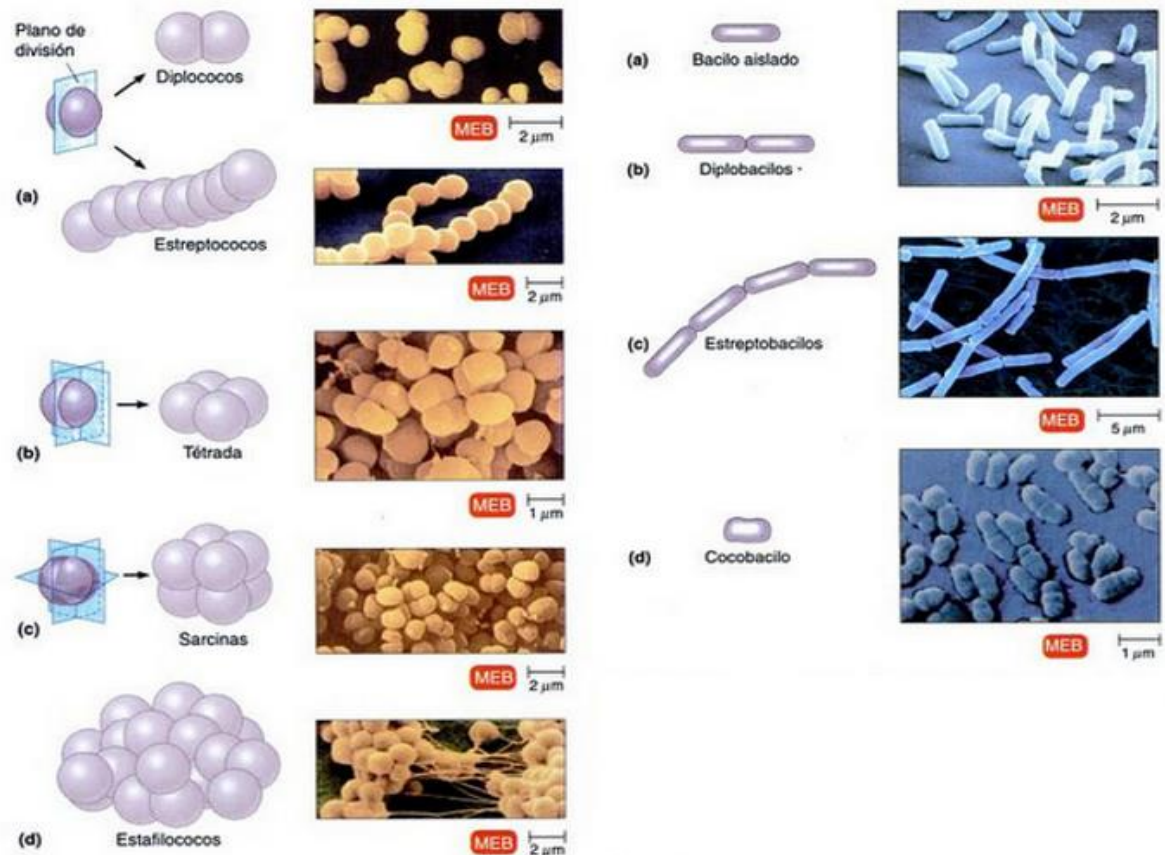 Plano de
división
Diplococos
MEB 2 μm
(a)
Estreptococos
MEB 2 μm
(b)
Tétrada
MEB 1 μm
(c)
Sarcinas
MEB 2 μm
(d)
Estafilococos
MEB 2 μm
(a) Bacilo aislado
MEB 2 μm
(b) Diplobacilos
(c) Estreptobacilos
MEB 5 μm
(d) Cocobacilo
MEB 1 μm